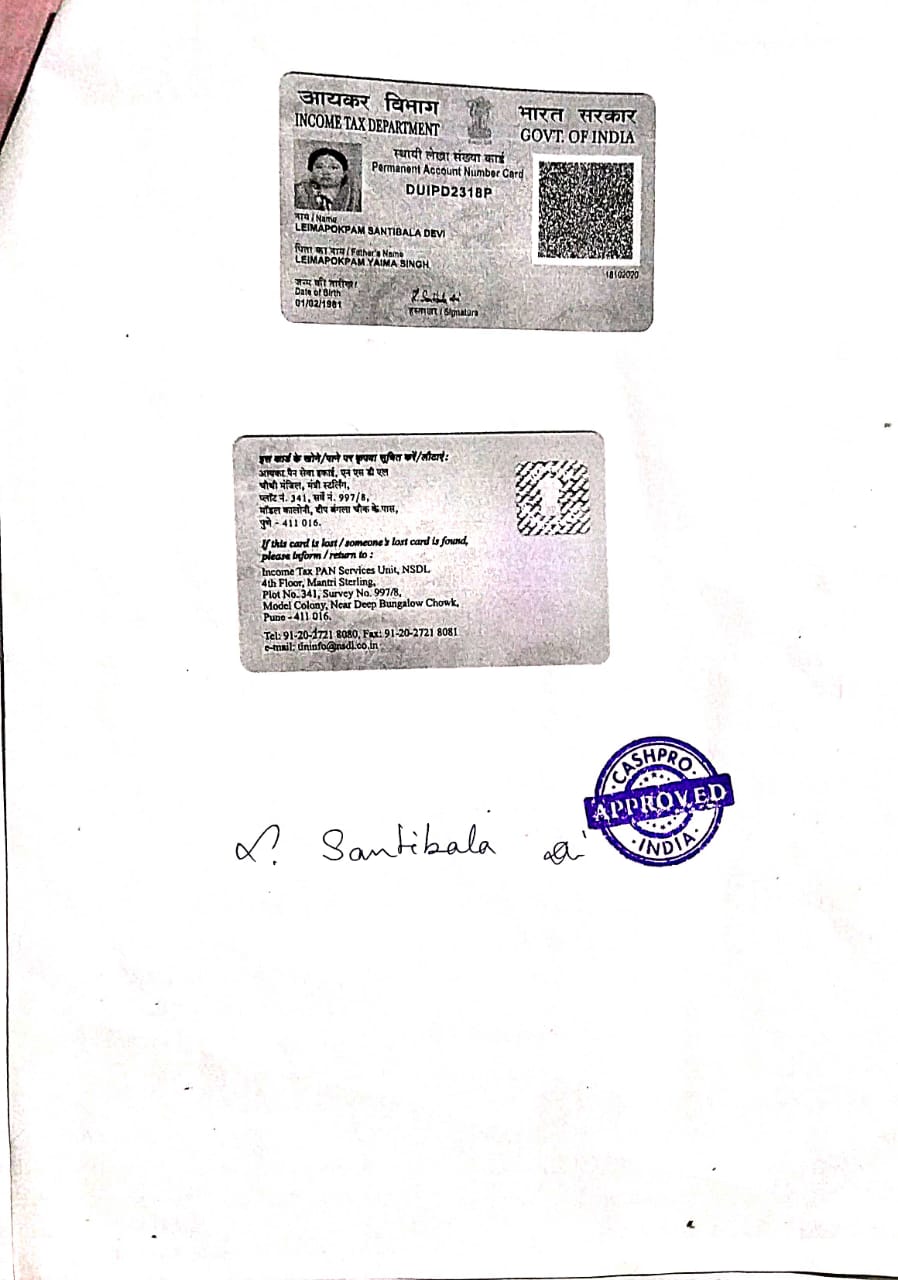 आयकर विभाग
INCOME TAX DEPARTMENT
भारत सरकार
GOVT. OF INDIA
स्थायी लेखा संख्या कार्ड
Permanent Account Number Card
DUIPD2318P
नाम / Name
LEIMAPOKPAM SANTIBALA DEVI
पिता का नाम / Father's Name
LEIMAPOKPAM YAIMA SINGH
जन्म की तारीख /
Date of Birth
01/02/1981
हस्ताक्षर / Signature
18102020
इस कार्ड के खोने/पाने पर कृपया सूचित करें/लौटाएं:
आयकर पैन सेवा इकाई, एन एस डी एल
चौथी मंजिल, मंत्री स्टर्लिंग,
प्लॉट नं. 341, सर्वे नं. 997/8,
मॉडल कालोनी, दीप बंगला चौक के पास,
पुणे - 411 016.
If this card is lost / someone's lost card is found,
please inform / return to :
Income Tax PAN Services Unit, NSDL
4th Floor, Mantri Sterling,
Plot No. 341, Survey No. 997/8,
Model Colony, Near Deep Bungalow Chowk,
Pune - 411 016.
Tel: 91-20-2721 8080, Fax: 91-20-2721 8081
e-mail: tininfo@nsdl.co.in
CASHPRO
APPROVED
INDIA
Santibala